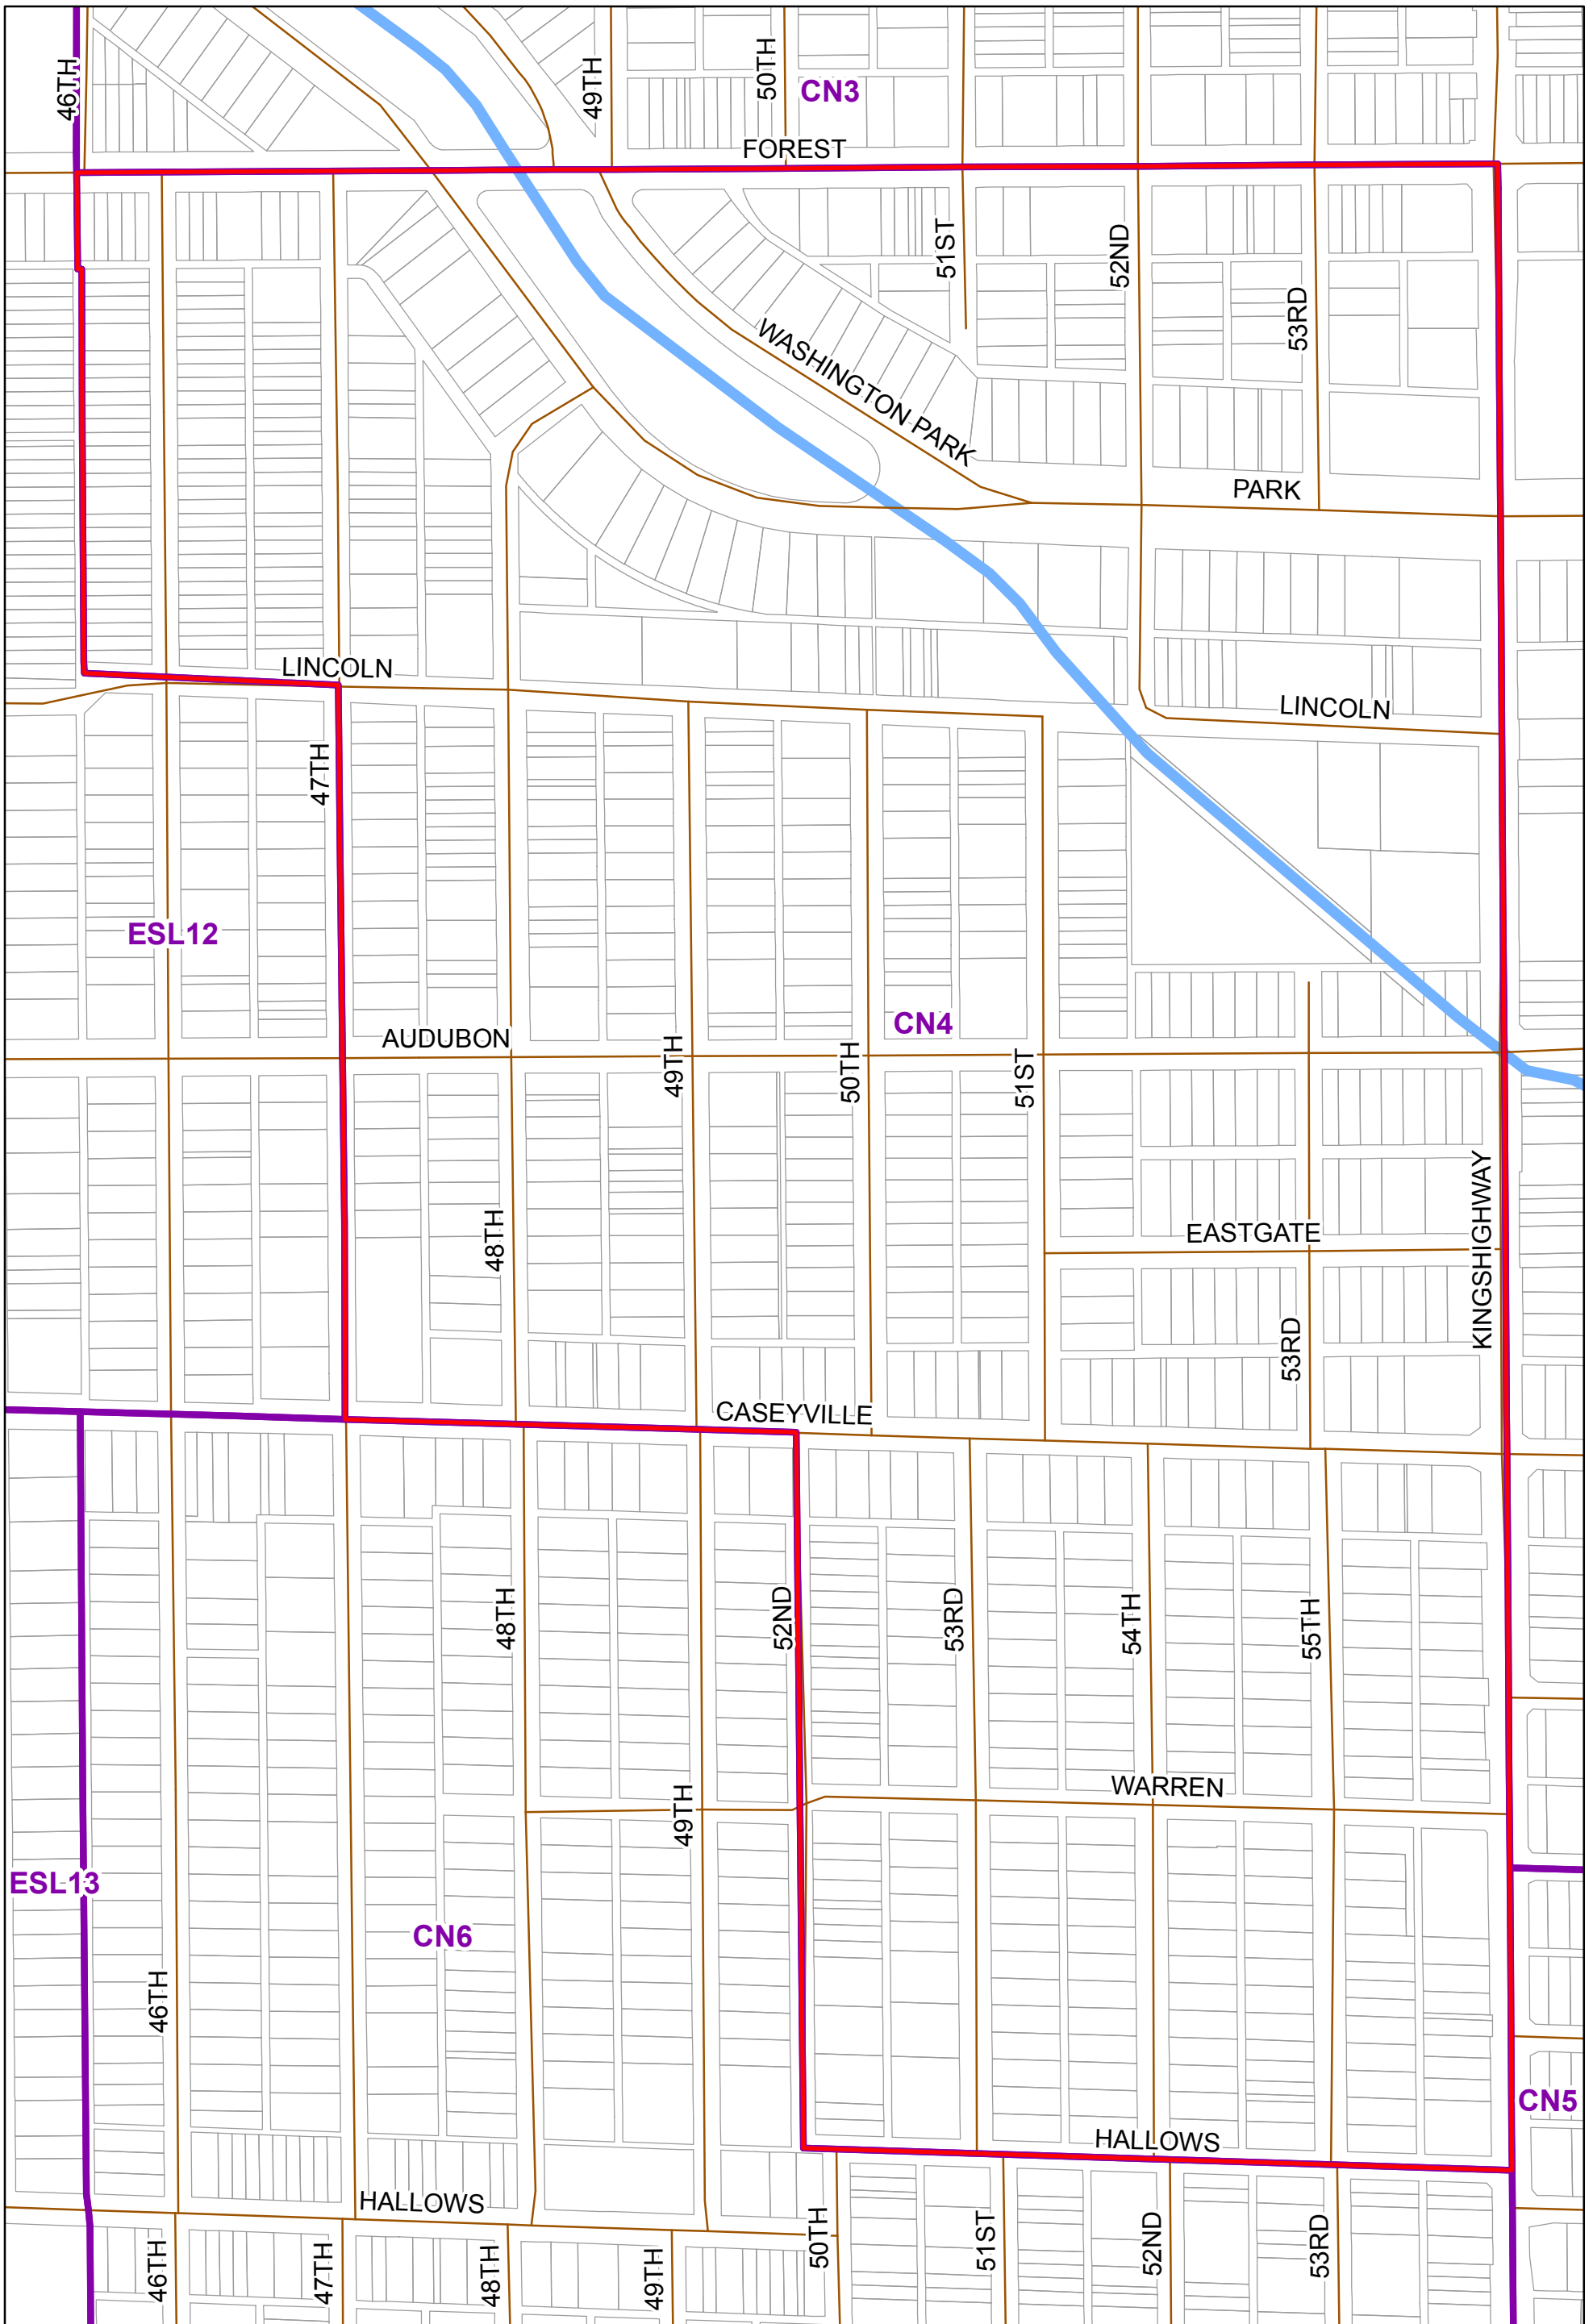 46TH
49TH
50TH
CN3
FOREST
51ST
52ND
53RD
WASHINGTON PARK
PARK
LINCOLN
LINCOLN
47TH
ESL12
CN4
AUDUBON
49TH
50TH
51ST
48TH
EASTGATE
KINGSHIGHWAY
53RD
CASEYVILLE
48TH
52ND
53RD
54TH
55TH
WARREN
49TH
ESL13
CN6
46TH
CN5
HALLOWS
HALLOWS
46TH
47TH
48TH
49TH
50TH
51ST
52ND
53RD